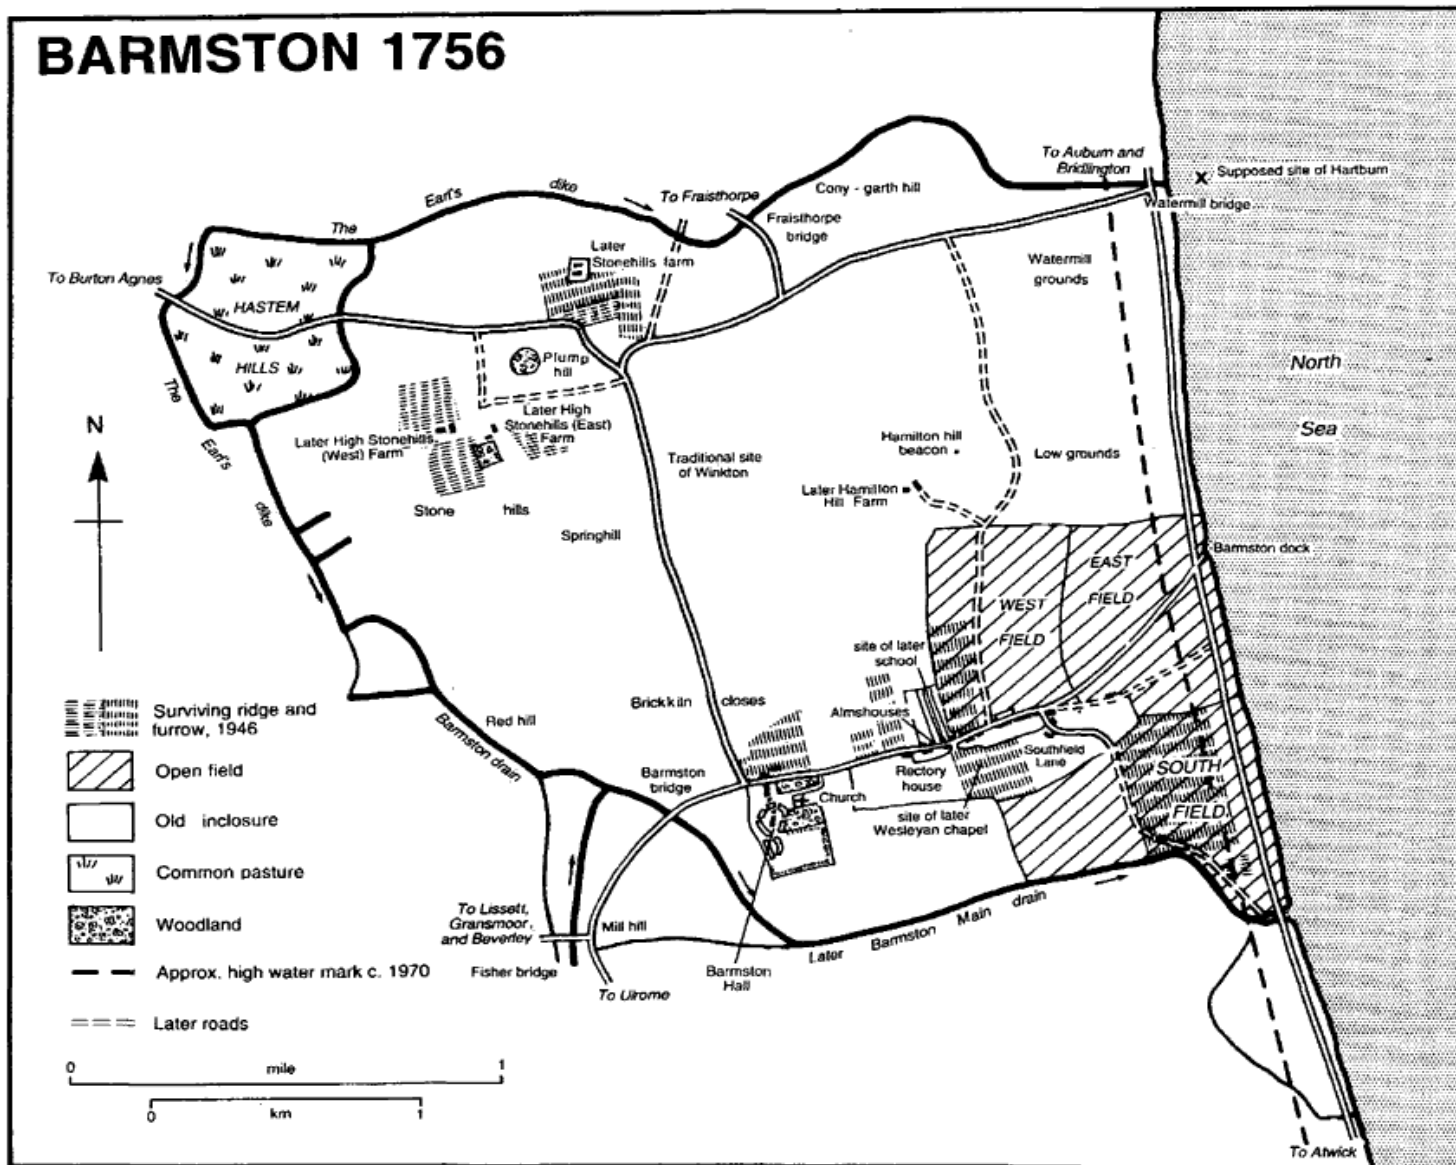 BARMSTON 1756
To Auburn and
Bridlington
Supposed site of Hartburn
Watermill bridge
Cony - garth hill
To Fraisthorpe
Fraisthorpe
bridge
The Earl's dike
Later
Stonehills farm
Watermill
grounds
To Burton Agnes
HASTEM
HILLS
Plump
hill
North
Sea
The Earl's dike
N
Later High
Stonehills (East)
Farm
Later High Stonehills
(West) Farm
Traditional site
of Winkton
Hamilton hill
beacon
Low grounds
Later Hamilton
Hill Farm
Stone hills
Springhill
Barmston dock
EAST
FIELD
WEST
FIELD
site of later
school
Brickkiln closes
Almshouses
Red hill
Barmston drain
Barmston
bridge
Rectory
house
Southfield
Lane
SOUTH
FIELD
Church
site of later
Wesleyan chapel
Surviving ridge and
furrow, 1946
Open field
Old inclosure
Common pasture
Woodland
Approx. high water mark c. 1970
Later roads
To Lissett,
Gransmoor,
and Beverley
Mill hill
Fisher bridge
To Ulrome
Barmston
Hall
Later Barmston Main drain
0 mile 1
0 km 1
To Atwick